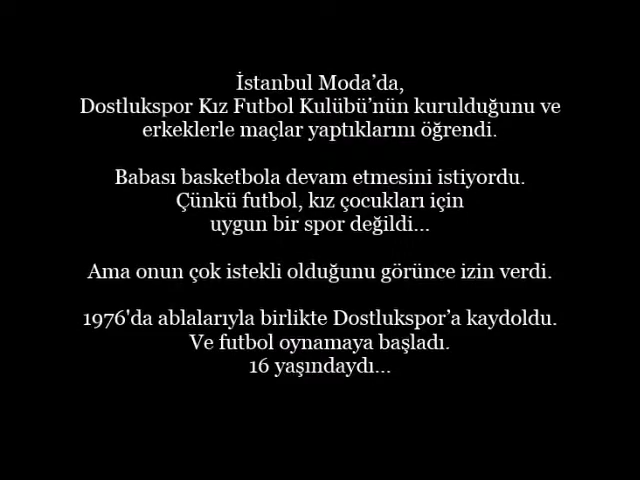 İstanbul Moda’da,
Dostlukspor Kız Futbol Kulübü’nün kurulduğunu ve
erkeklerle maçlar yaptıklarını öğrendi.
Babası basketbola devam etmesini istiyordu.
Çünkü futbol, kız çocukları için
uygun bir spor değildi...
Ama onun çok istekli olduğunu görünce izin verdi.
1976'da ablalarıyla birlikte Dostlukspor’a kaydoldu.
Ve futbol oynamaya başladı.
16 yaşındaydı...